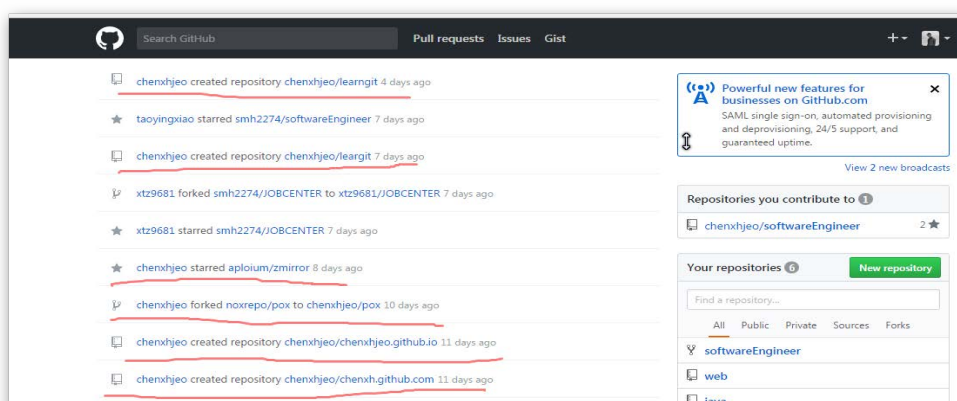 Search GitHub
Pull requests Issues Gist
chenxhjeo created repository chenxhjeo/learngit 4 days ago
taoyingxiao starred smh2274/softwareEngineer 7 days ago
chenxhjeo created repository chenxhjeo/leargit 7 days ago
xtz9681 forked smh2274/JOBCENTER to xtz9681/JOBCENTER 7 days ago
xtz9681 starred smh2274/JOBCENTER 7 days ago
chenxhjeo starred aploium/zmirror 8 days ago
chenxhjeo forked noxrepo/pox to chenxhjeo/pox 10 days ago
chenxhjeo created repository chenxhjeo/chenxhjeo.github.io 11 days ago
chenxhjeo created repository chenxhjeo/chenxh.github.com 11 days ago
Powerful new features for
businesses on GitHub.com
SAML single sign-on, automated provisioning
and deprovisioning, 24/5 support, and
guaranteed uptime.
View 2 new broadcasts
Repositories you contribute to 1
chenxhjeo/softwareEngineer 2
Your repositories 6 New repository
Find a repository...
All Public Private Sources Forks
softwareEngineer
web